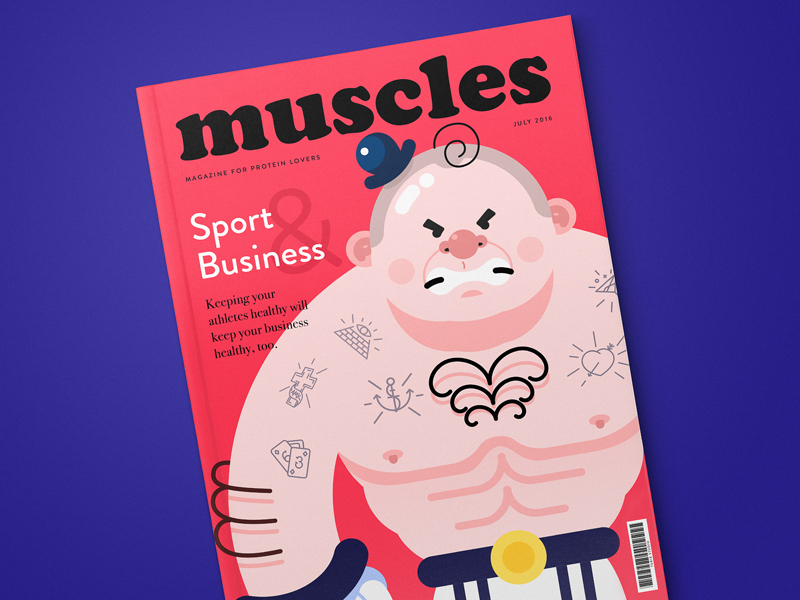 muscles
MAGAZINE FOR PROTEIN LOVERS
JULY 2016
Sport
&
Business
Keeping your
athletes healthy will
keep your business
healthy, too.